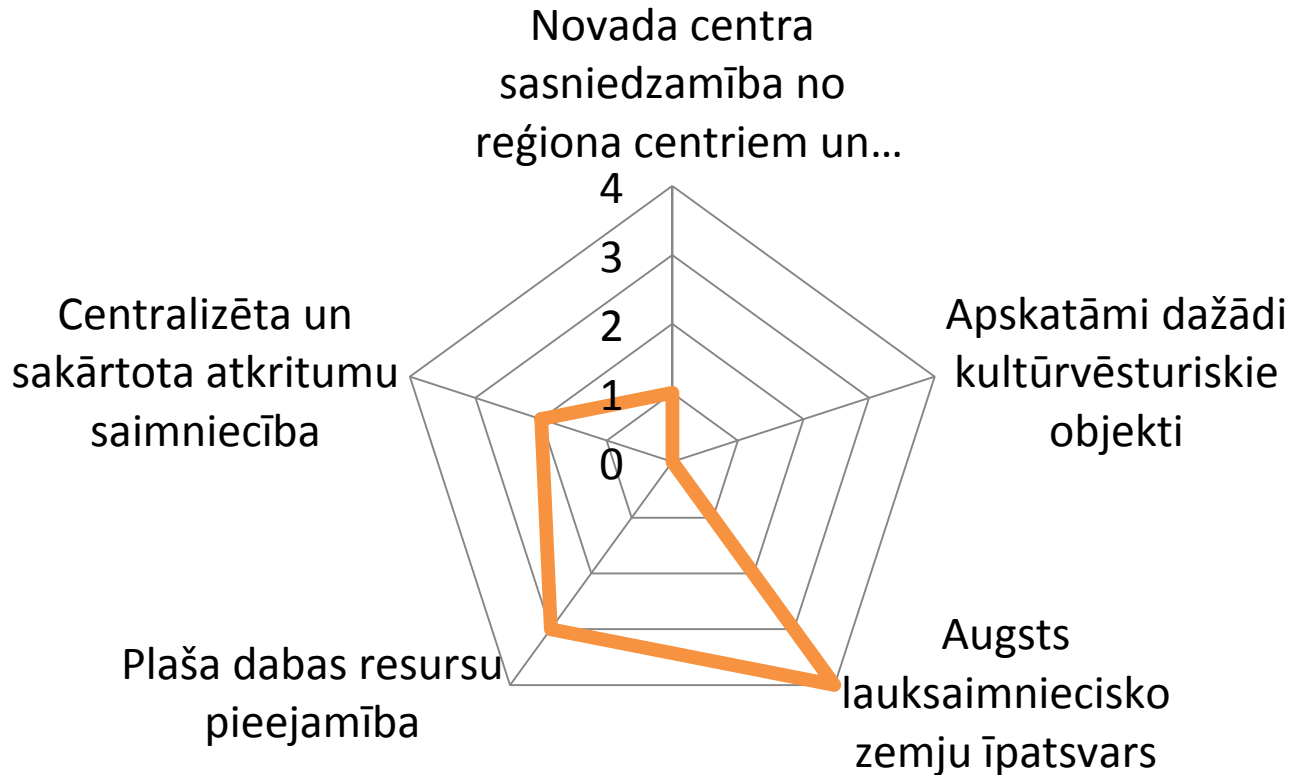 Novada centra
sasniedzamība no
reģiona centriem un...
4
3
2
1
0
Apskatāmi dažādi
kultūrvēsturiskie
objekti
Augsts
lauksaimniecisko
zemju īpatsvars
Plaša dabas resursu
pieejamība
Centralizēta un
sakārtota atkritumu
saimniecība